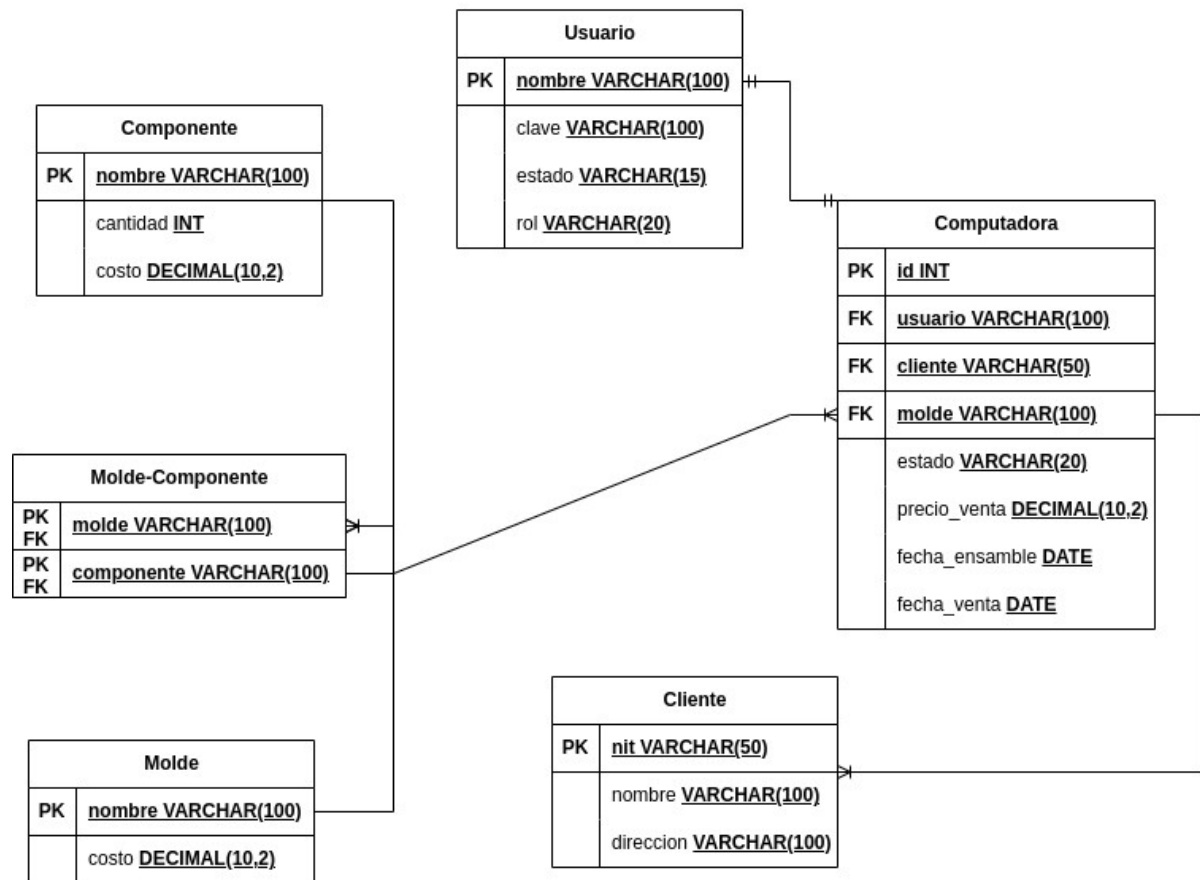 Usuario
PK nombre VARCHAR(100)
clave VARCHAR(100)
estado VARCHAR(15)
rol VARCHAR(20)
Componente
PK nombre VARCHAR(100)
cantidad INT
costo DECIMAL(10,2)
Computadora
PK id INT
FK usuario VARCHAR(100)
FK cliente VARCHAR(50)
FK molde VARCHAR(100)
estado VARCHAR(20)
precio_venta DECIMAL(10,2)
fecha_ensamble DATE
fecha_venta DATE
Molde-Componente
PK
FK molde VARCHAR(100)
PK
FK componente VARCHAR(100)
Cliente
PK nit VARCHAR(50)
nombre VARCHAR(100)
direccion VARCHAR(100)
Molde
PK nombre VARCHAR(100)
costo DECIMAL(10,2)